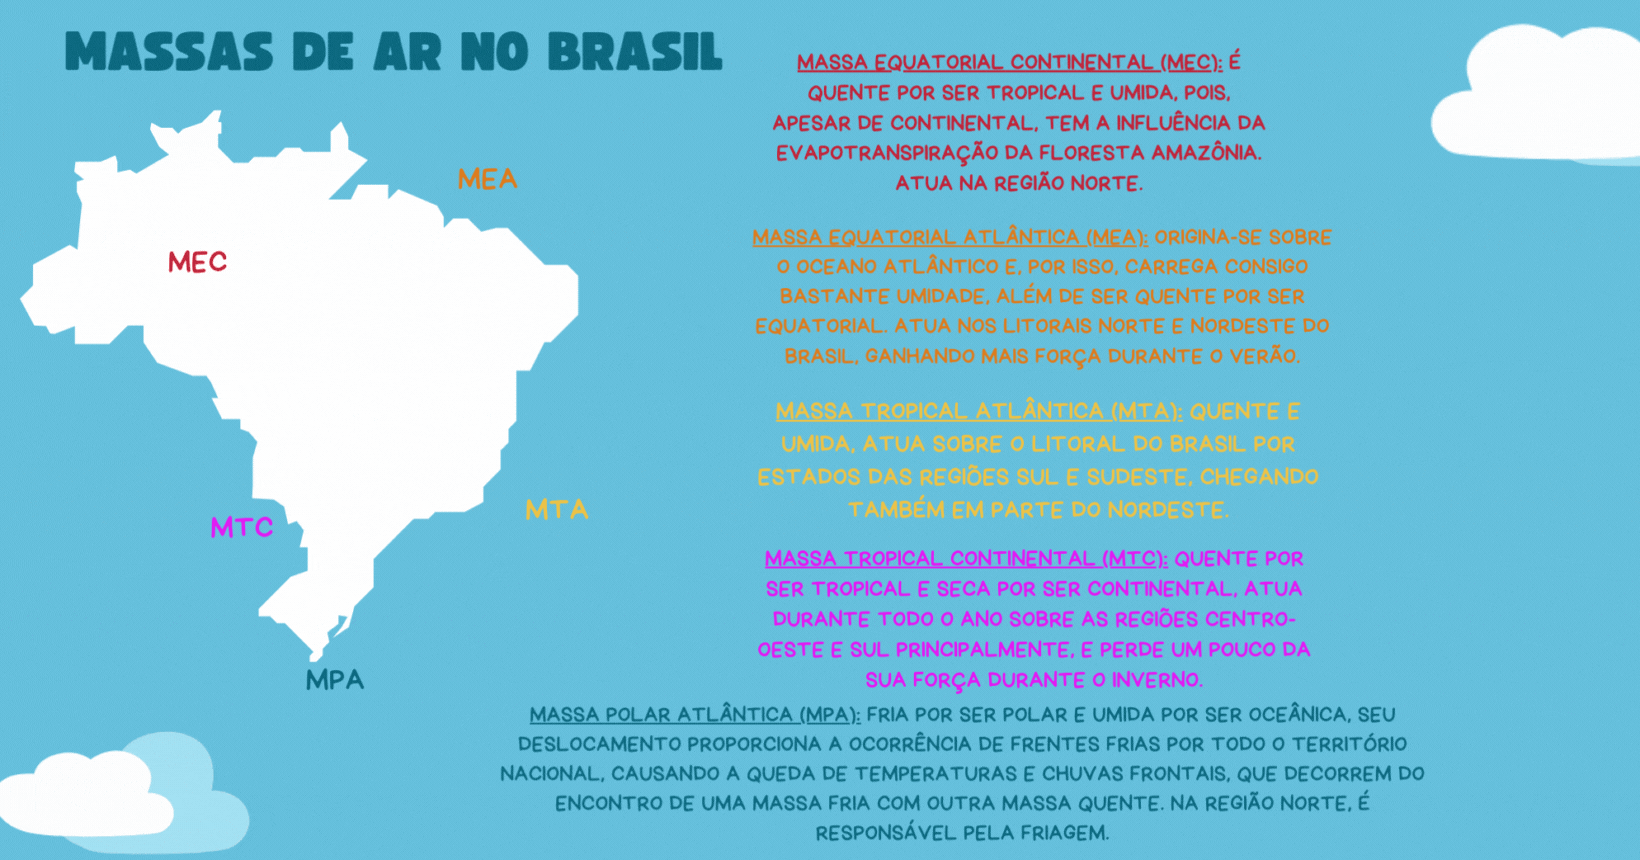 MASSAS DE AR NO BRASIL
MEA
MEC
MTA
MTC
MPA
MASSA EQUATORIAL CONTINENTAL (MEC): É
QUENTE POR SER TROPICAL E UMIDA, POIS,
APESAR DE CONTINENTAL, TEM A INFLUÊNCIA DA
EVAPOTRANSPIRAÇÃO DA FLORESTA AMAZÔNIA.
ATUA NA REGIÃO NORTE.
MASSA EQUATORIAL ATLÂNTICA (MEA): ORIGINA-SE SOBRE
O OCEANO ATLÂNTICO E, POR ISSO, CARREGA CONSIGO
BASTANTE UMIDADE, ALÉM DE SER QUENTE POR SER
EQUATORIAL. ATUA NOS LITORAIS NORTE E NORDESTE DO
BRASIL, GANHANDO MAIS FORÇA DURANTE O VERÃO.
MASSA TROPICAL ATLÂNTICA (MTA): QUENTE E
UMIDA, ATUA SOBRE O LITORAL DO BRASIL POR
ESTADOS DAS REGIÕES SUL E SUDESTE, CHEGANDO
TAMBÉM EM PARTE DO NORDESTE.
MASSA TROPICAL CONTINENTAL (MTC): QUENTE POR
SER TROPICAL E SECA POR SER CONTINENTAL, ATUA
DURANTE TODO O ANO SOBRE AS REGIÕES CENTRO-
OESTE E SUL PRINCIPALMENTE, E PERDE UM POUCO DA
SUA FORÇA DURANTE O INVERNO.
MASSA POLAR ATLÂNTICA (MPA): FRIA POR SER POLAR E UMIDA POR SER OCEÂNICA, SEU
DESLOCAMENTO PROPORCIONA A OCORRÊNCIA DE FRENTES FRIAS POR TODO O TERRITÓRIO
NACIONAL, CAUSANDO A QUEDA DE TEMPERATURAS E CHUVAS FRONTAIS, QUE DECORREM DO
ENCONTRO DE UMA MASSA FRIA COM OUTRA MASSA QUENTE. NA REGIÃO NORTE, É
RESPONSÁVEL PELA FRIAGEM.